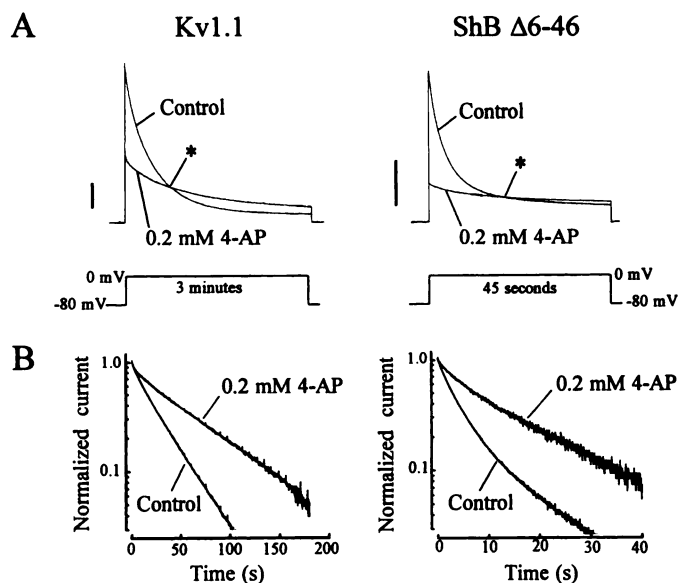 A
Kv1.1
ShB Δ6-46
Control
*
0.2 mM 4-AP
0 mV
-80 mV
3 minutes
Control
*
0.2 mM 4-AP
0 mV
-80 mV
45 seconds
B
Normalized current
1.0
0.1
0.2 mM 4-AP
Control
0 50 100 150 200
Time (s)
Normalized current
1.0
0.1
0.2 mM 4-AP
Control
0 10 20 30 40
Time (s)